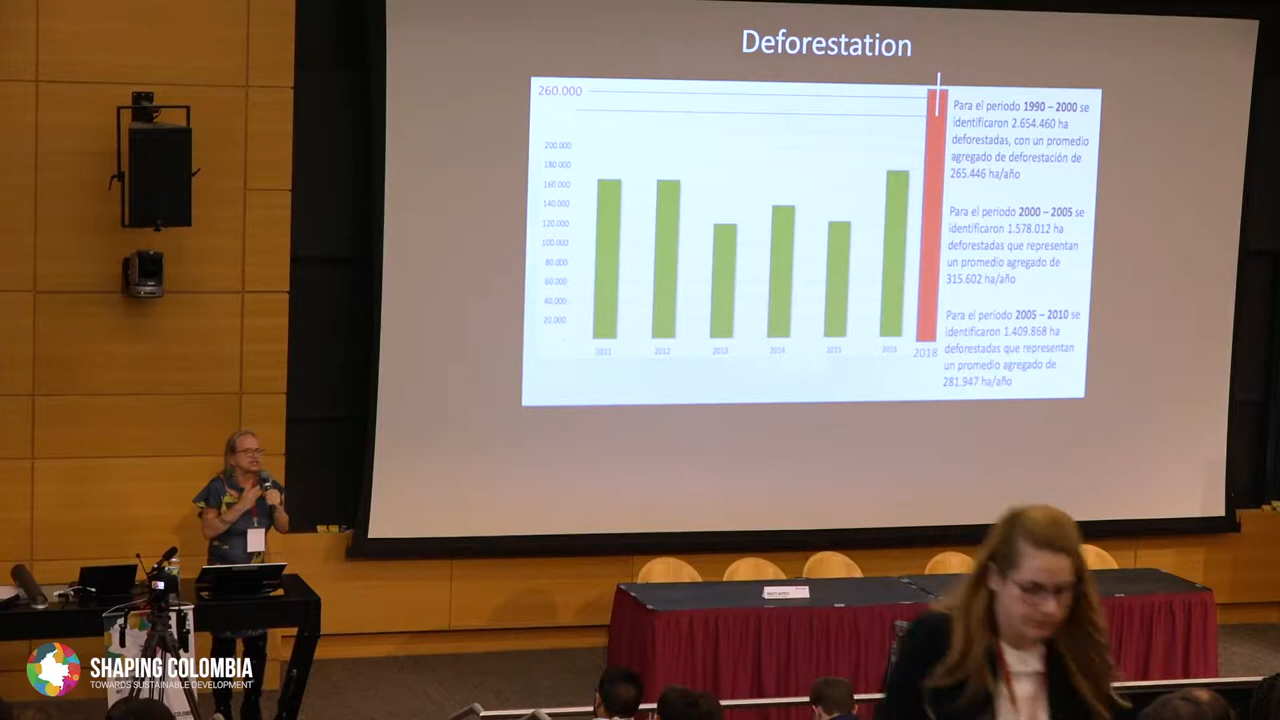 Deforestation
260.000
200.000
180.000
160.000
140.000
120.000
100.000
80.000
60.000
40.000
20.000
2012
2013
2014
2015
2016
2018
Para el periodo 1990 – 2000 se
identificaron 2.654.460 ha
deforestadas, con un promedio
agregado de deforestación de
265.446 ha/año
Para el periodo 2000 – 2005 se
identificaron 1.578.012 ha
deforestadas que representan
un promedio agregado de
315.602 ha/año
Para el periodo 2005 – 2010 se
identificaron 1.409.868 ha
deforestadas que representan
un promedio agregado de
281.947 ha/año
SHAPING COLOMBIA
TOWARDS SUSTAINABLE DEVELOPMENT